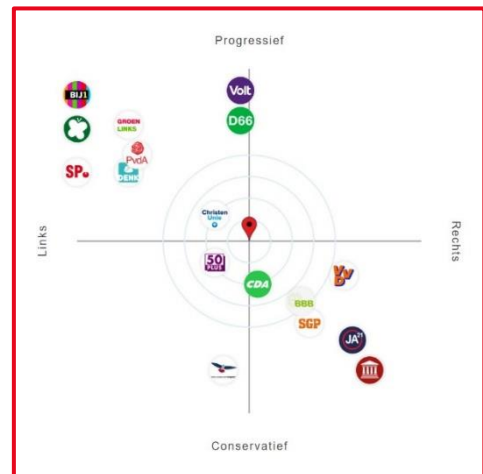 Progressief
BIJ1
Volt
GROEN
LINKS
D66
PvdA
SP
DENK
Christen
Unie
Links
Rechts
50
PLUS
VVD
CDA
BBB
SGP
JA21
Conservatief